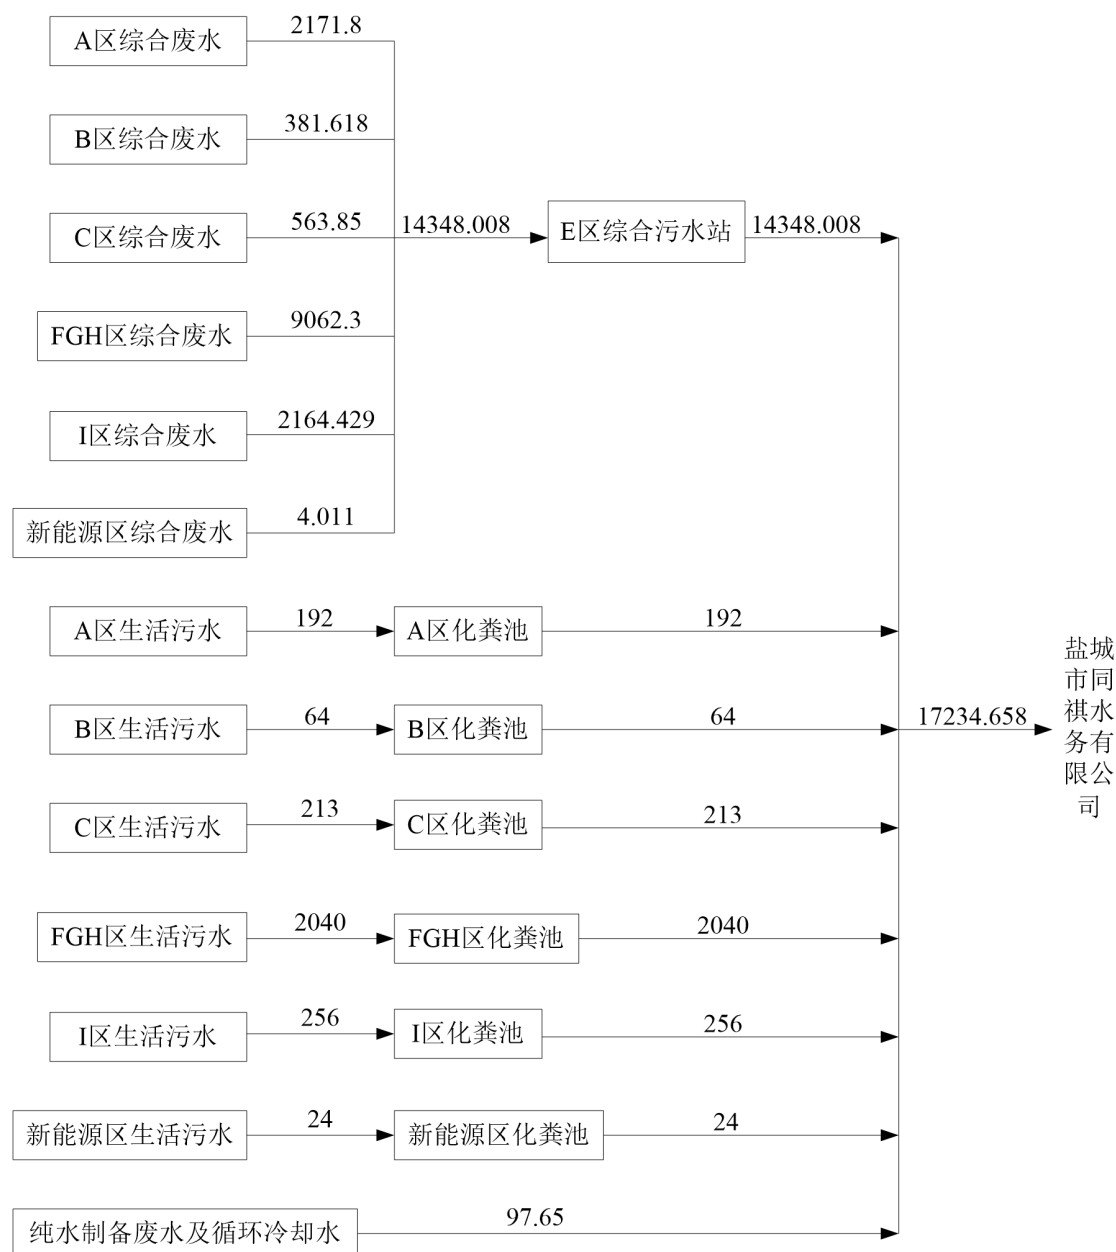 A区综合废水
2171.8
B区综合废水
381.618
C区综合废水
563.85
14348.008
E区综合污水站
14348.008
FGH区综合废水
9062.3
I区综合废水
2164.429
新能源区综合废水
4.011
A区生活污水
192
A区化粪池
192
B区生活污水
64
B区化粪池
64
17234.658
盐城
市同
祺水
务有
限公
司
C区生活污水
213
C区化粪池
213
FGH区生活污水
2040
FGH区化粪池
2040
I区生活污水
256
I区化粪池
256
新能源区生活污水
24
新能源区化粪池
24
纯水制备废水及循环冷却水
97.65